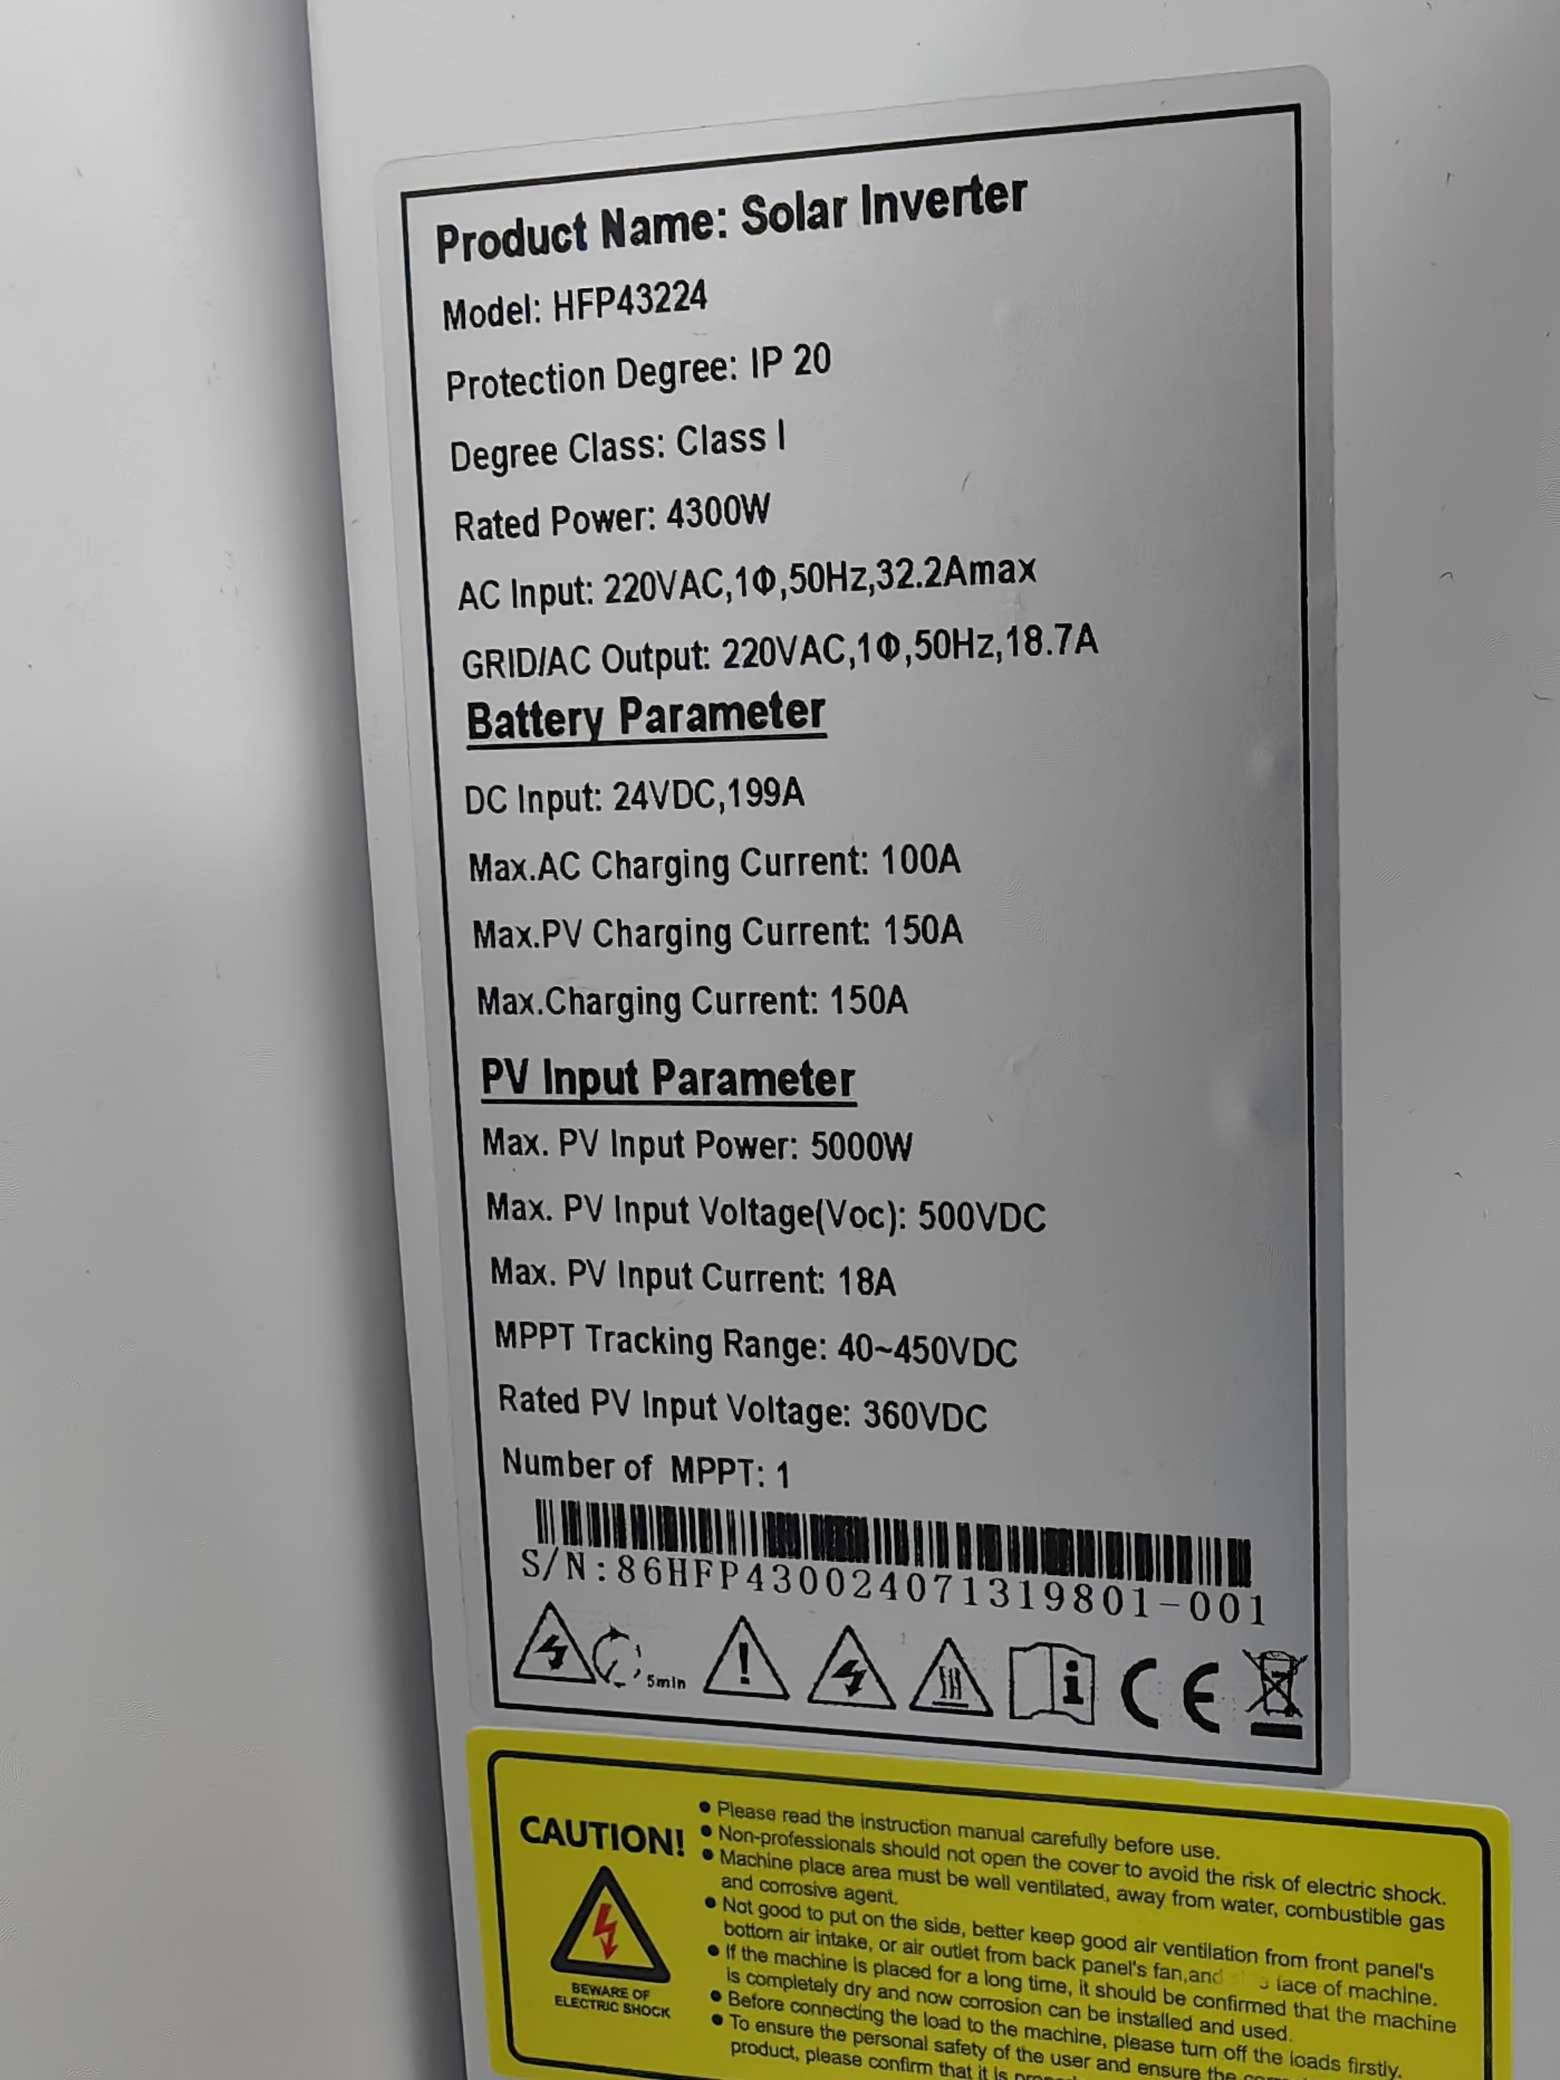 Product Name: Solar Inverter
Model: HFP43224
Protection Degree: IP 20
Degree Class: Class I
Rated Power: 4300W
AC Input: 220VAC,1Φ,50Hz,32.2Amax
GRID/AC Output: 220VAC,1Φ,50Hz,18.7A
Battery Parameter
DC Input: 24VDC,199A
Max.AC Charging Current: 100A
Max.PV Charging Current: 150A
Max.Charging Current: 150A
PV Input Parameter
Max. PV Input Power: 5000W
Max. PV Input Voltage(Voc): 500VDC
Max. PV Input Current: 18A
MPPT Tracking Range: 40~450VDC
Rated PV Input Voltage: 360VDC
Number of MPPT: 1
S/N:86HFP430024071319801-001
5min
CE
CAUTION!
BEWARE OF
ELECTRIC SHOCK
● Please read the instruction manual carefully before use.
● Non-professionals should not open the cover to avoid the risk of electric shock.
● Machine place area must be well ventilated, away from water, combustible gas
and corrosive agent.
● Not good to put on the side, better keep good air ventilation from front panel's
bottom air intake, or air outlet from back panel's fan,and face of machine.
● If the machine is placed for a long time, it should be confirmed that the machine
is completely dry and now corrosion can be installed and used.
● Before connecting the load to the machine, please turn off the loads firstly.
● To ensure the personal safety of the user and ensure the
product, please confirm that it is